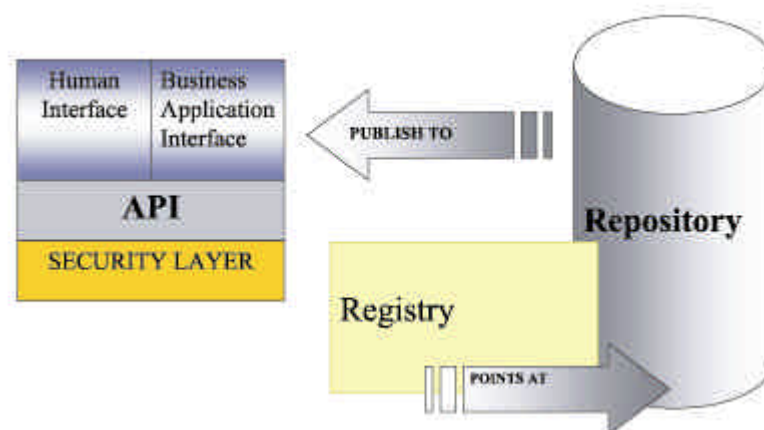 Human
Interface
Business
Application
Interface
PUBLISH TO
API
Repository
SECURITY LAYER
Registry
POINTS AT